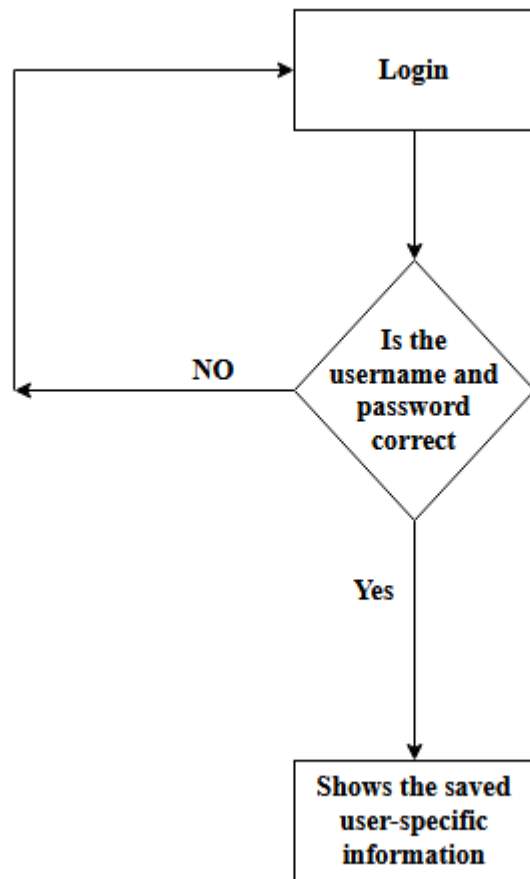 Login
Is the
username and
password
correct
NO
Yes
Shows the saved
user-specific
information